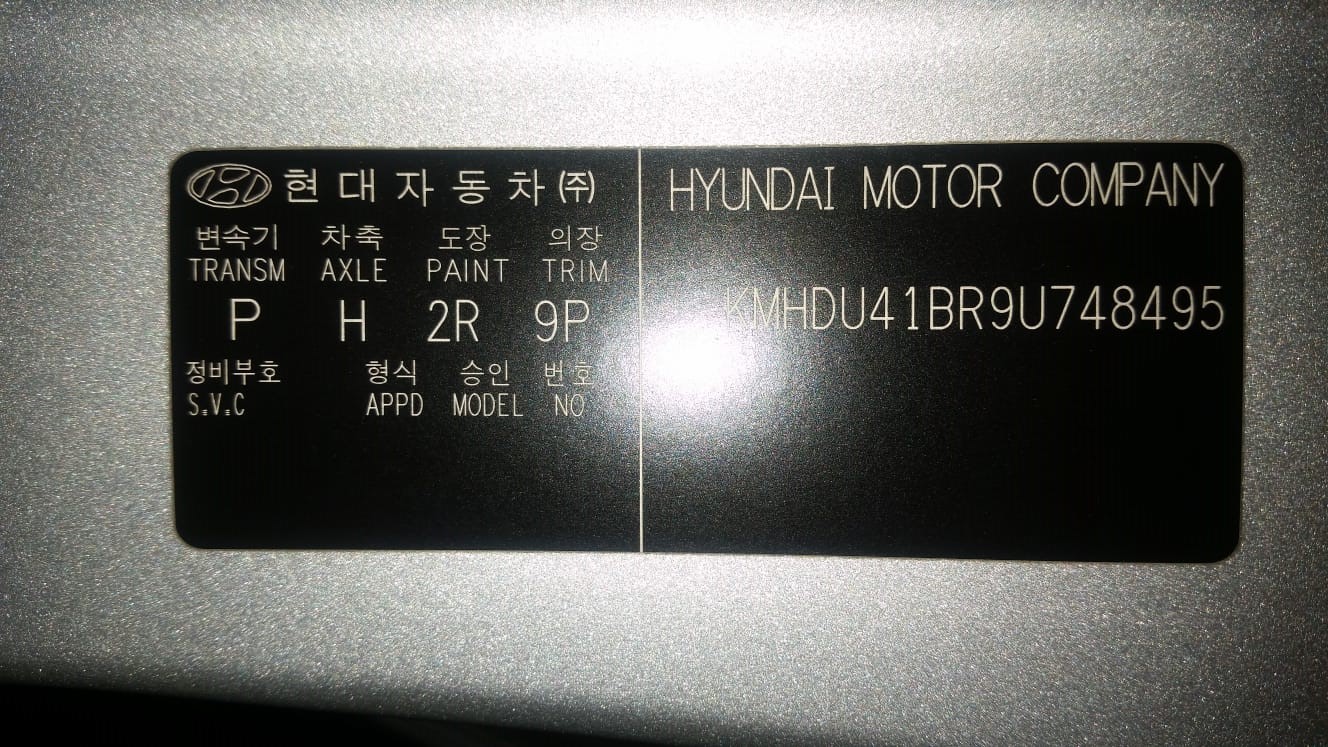 현대자동차㈜
변속기 차축 도장 의장
TRANSM AXLE PAINT TRIM
P H 2R 9P
정비부호 형식 승인 번호
S.V.C APPD MODEL NO
HYUNDAI MOTOR COMPANY
KMHDU41BR9U748495